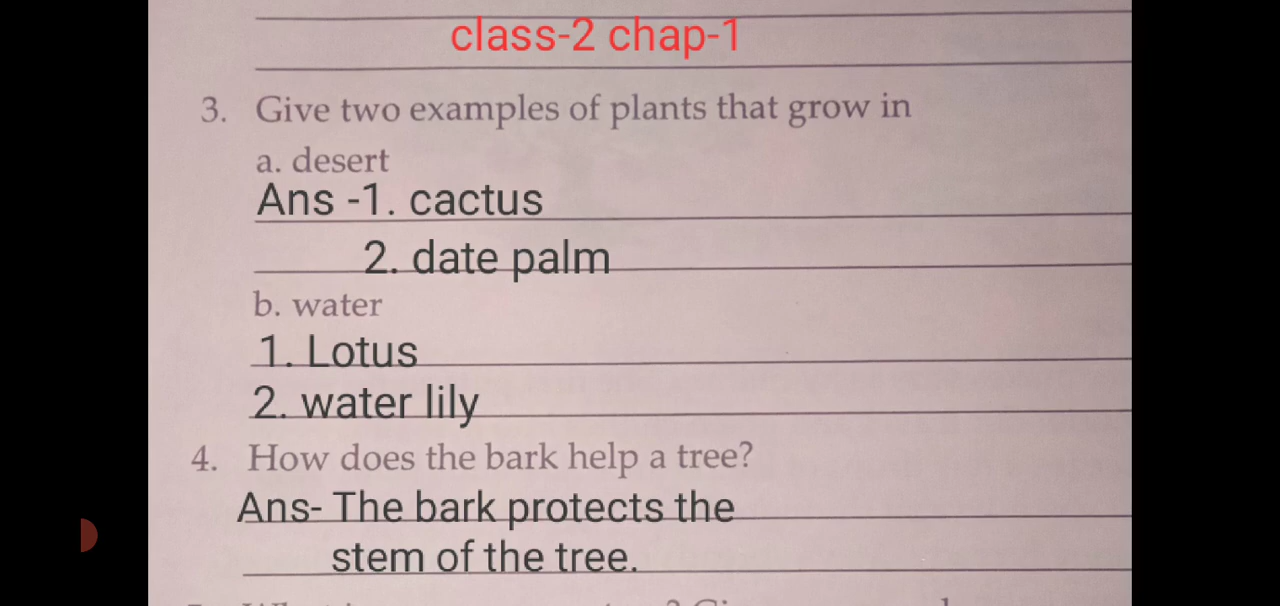 class-2 chap-1
3. Give two examples of plants that grow in
a. desert
Ans -1. cactus
2. date palm
b. water
1. Lotus
2. water lily
4. How does the bark help a tree?
Ans- The bark protects the
stem of the tree.